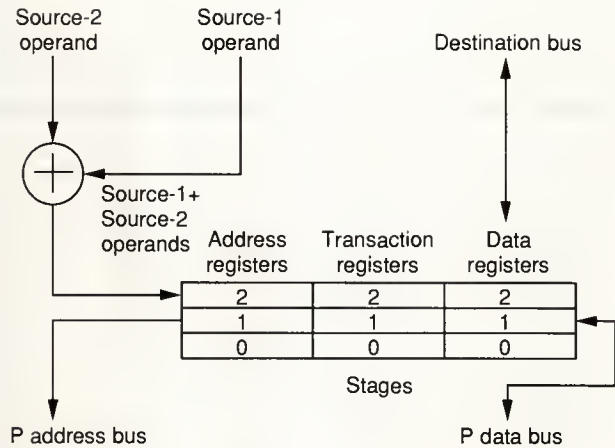 Source-2
operand
Source-1
operand
Destination bus
Source-1+
Source-2
operands
Address
registers
Transaction
registers
Data
registers
2 2 2
1 1 1
0 0 0
Stages
P address bus
P data bus